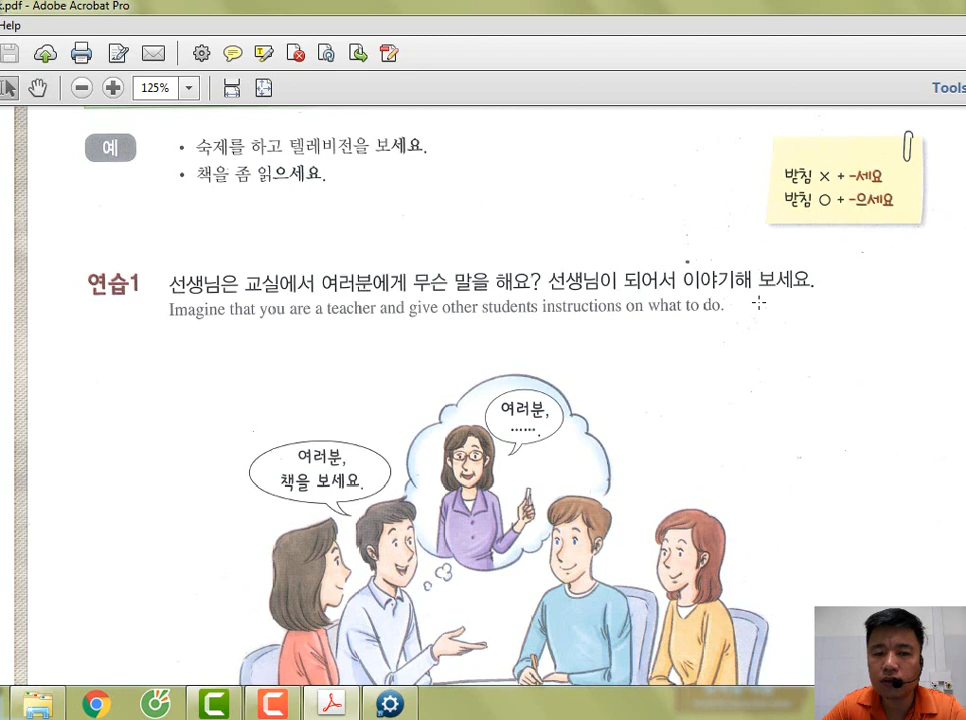 k.pdf - Adobe Acrobat Pro
Help
125%
Tools
예
• 숙제를 하고 텔레비전을 보세요.
• 책을 좀 읽으세요.
받침 × + -세요
받침 ○ + -으세요
연습1 선생님은 교실에서 여러분에게 무슨 말을 해요? 선생님이 되어서 이야기해 보세요.
Imagine that you are a teacher and give other students instructions on what to do.
여러분,
…….
여러분,
책을 보세요.